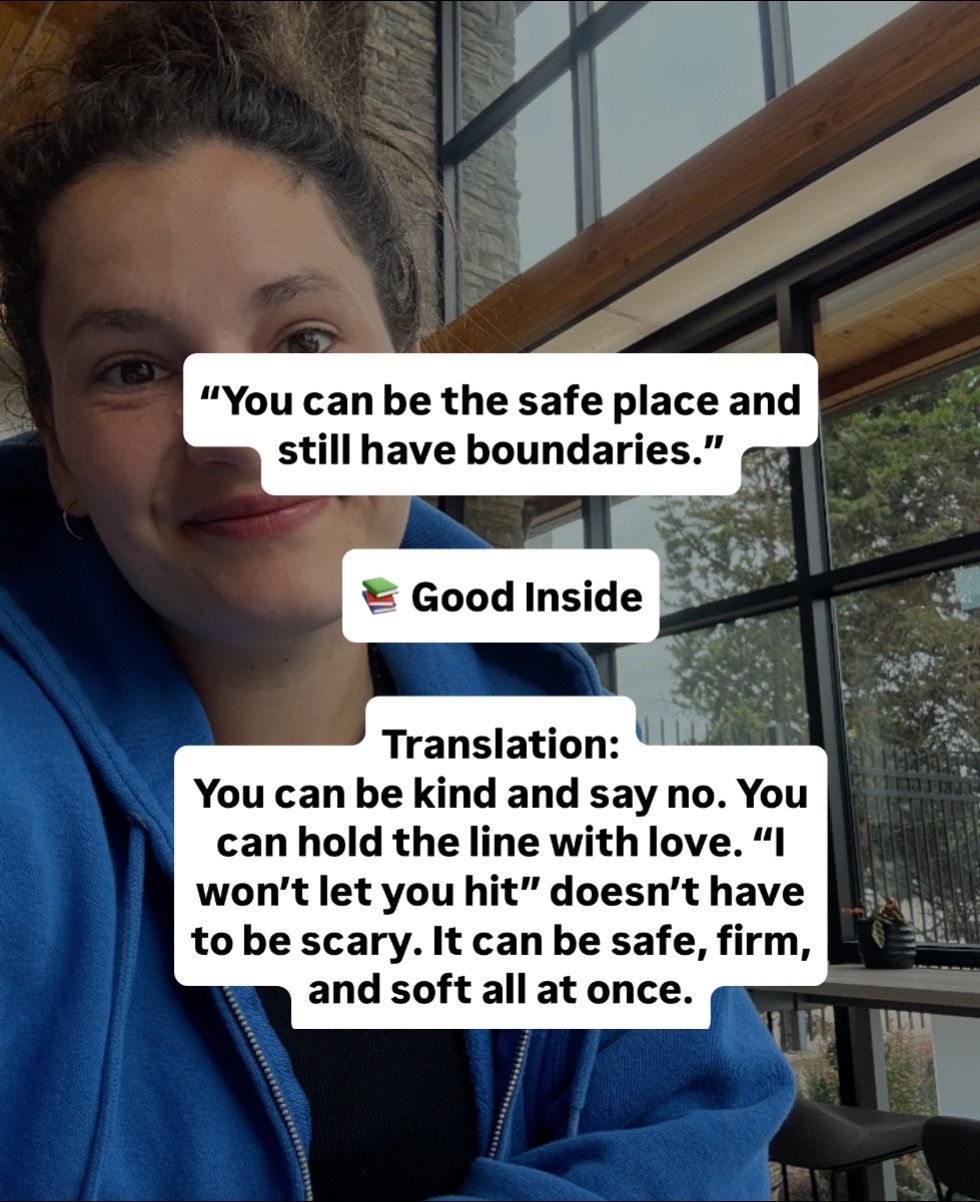 “You can be the safe place and
still have boundaries.”
📚 Good Inside
Translation:
You can be kind and say no. You
can hold the line with love. “I
won’t let you hit” doesn’t have
to be scary. It can be safe, firm,
and soft all at once.